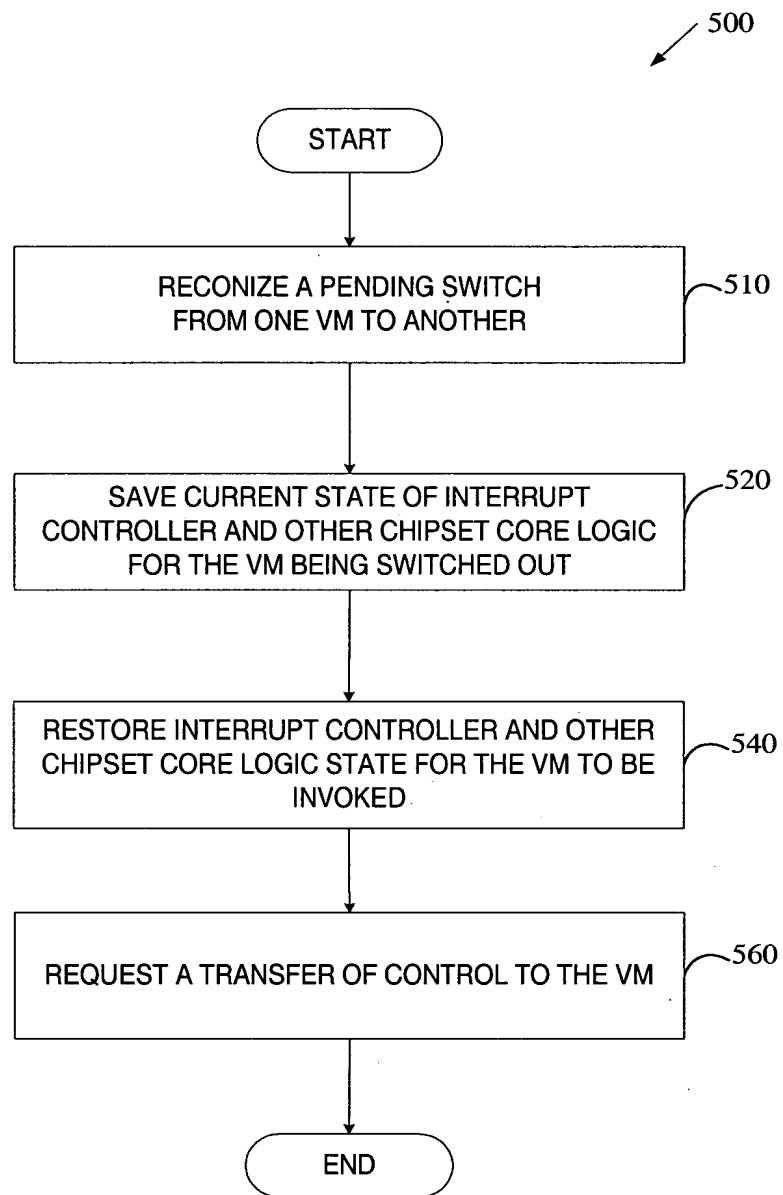 500
START
RECONIZE A PENDING SWITCH
FROM ONE VM TO ANOTHER
510
SAVE CURRENT STATE OF INTERRUPT
CONTROLLER AND OTHER CHIPSET CORE LOGIC
FOR THE VM BEING SWITCHED OUT
520
RESTORE INTERRUPT CONTROLLER AND OTHER
CHIPSET CORE LOGIC STATE FOR THE VM TO BE
INVOKED
540
REQUEST A TRANSFER OF CONTROL TO THE VM
560
END